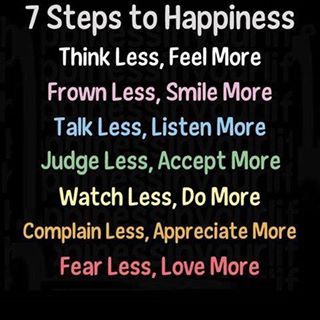 7 Steps to Happiness
Think Less, Feel More
Frown Less, Smile More
Talk Less, Listen More
Judge Less, Accept More
Watch Less, Do More
Complain Less, Appreciate More
Fear Less, Love More